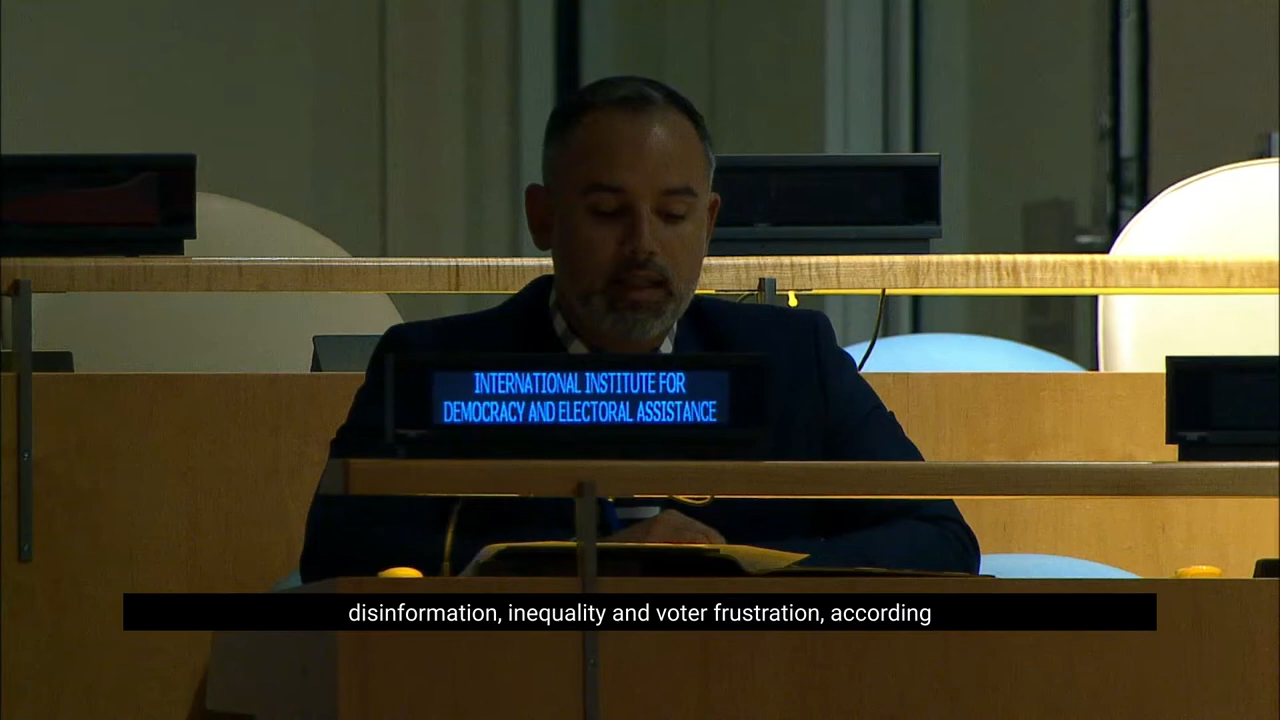 INTERNATIONAL INSTITUTE FOR
DEMOCRACY AND ELECTORAL ASSISTANCE
disinformation, inequality and voter frustration, according